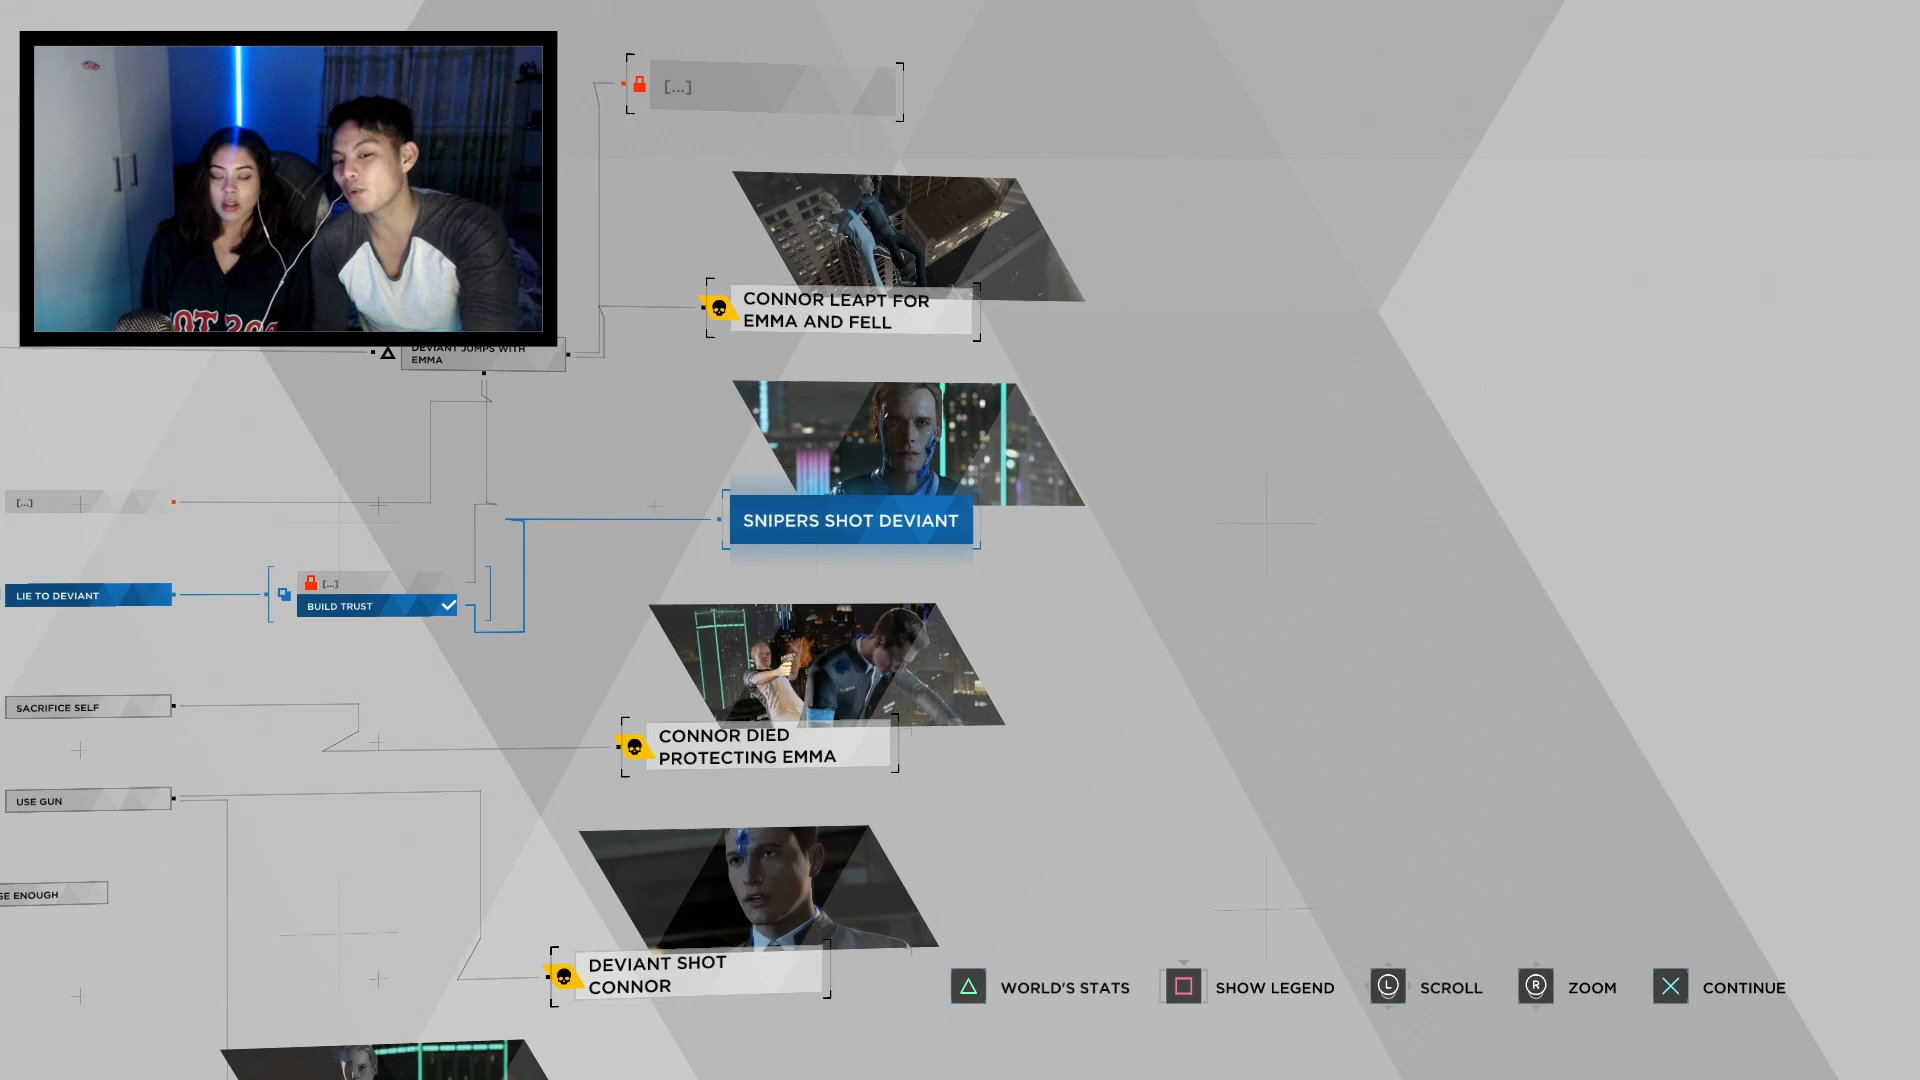 [...]
CONNOR LEAPT FOR
EMMA AND FELL
DEVIANT JUMPS WITH
EMMA
[...]
SNIPERS SHOT DEVIANT
[...]
LIE TO DEVIANT
BUILD TRUST
SACRIFICE SELF
CONNOR DIED
PROTECTING EMMA
USE GUN
SE ENOUGH
DEVIANT SHOT
CONNOR
WORLD'S STATS
SHOW LEGEND
L
SCROLL
R
ZOOM
CONTINUE